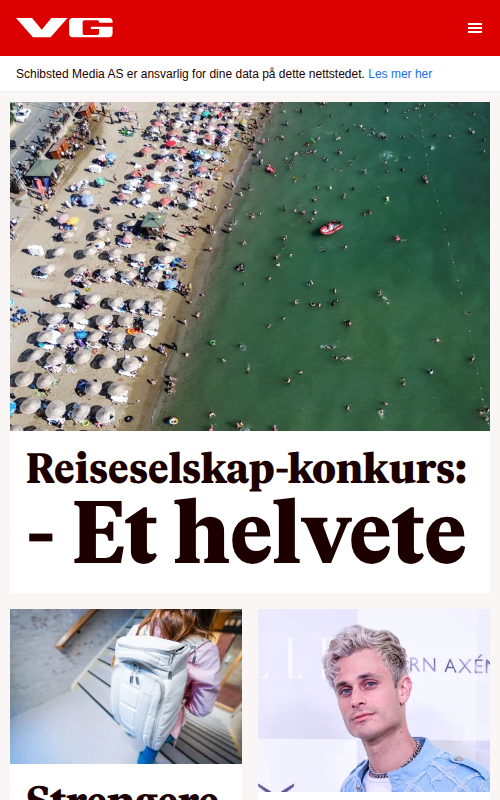 VG
Schibsted Media AS er ansvarlig for dine data på dette nettstedet. Les mer her
Reiseselskap-konkurs:
- Et helvete
RN AXÉN
Strengere